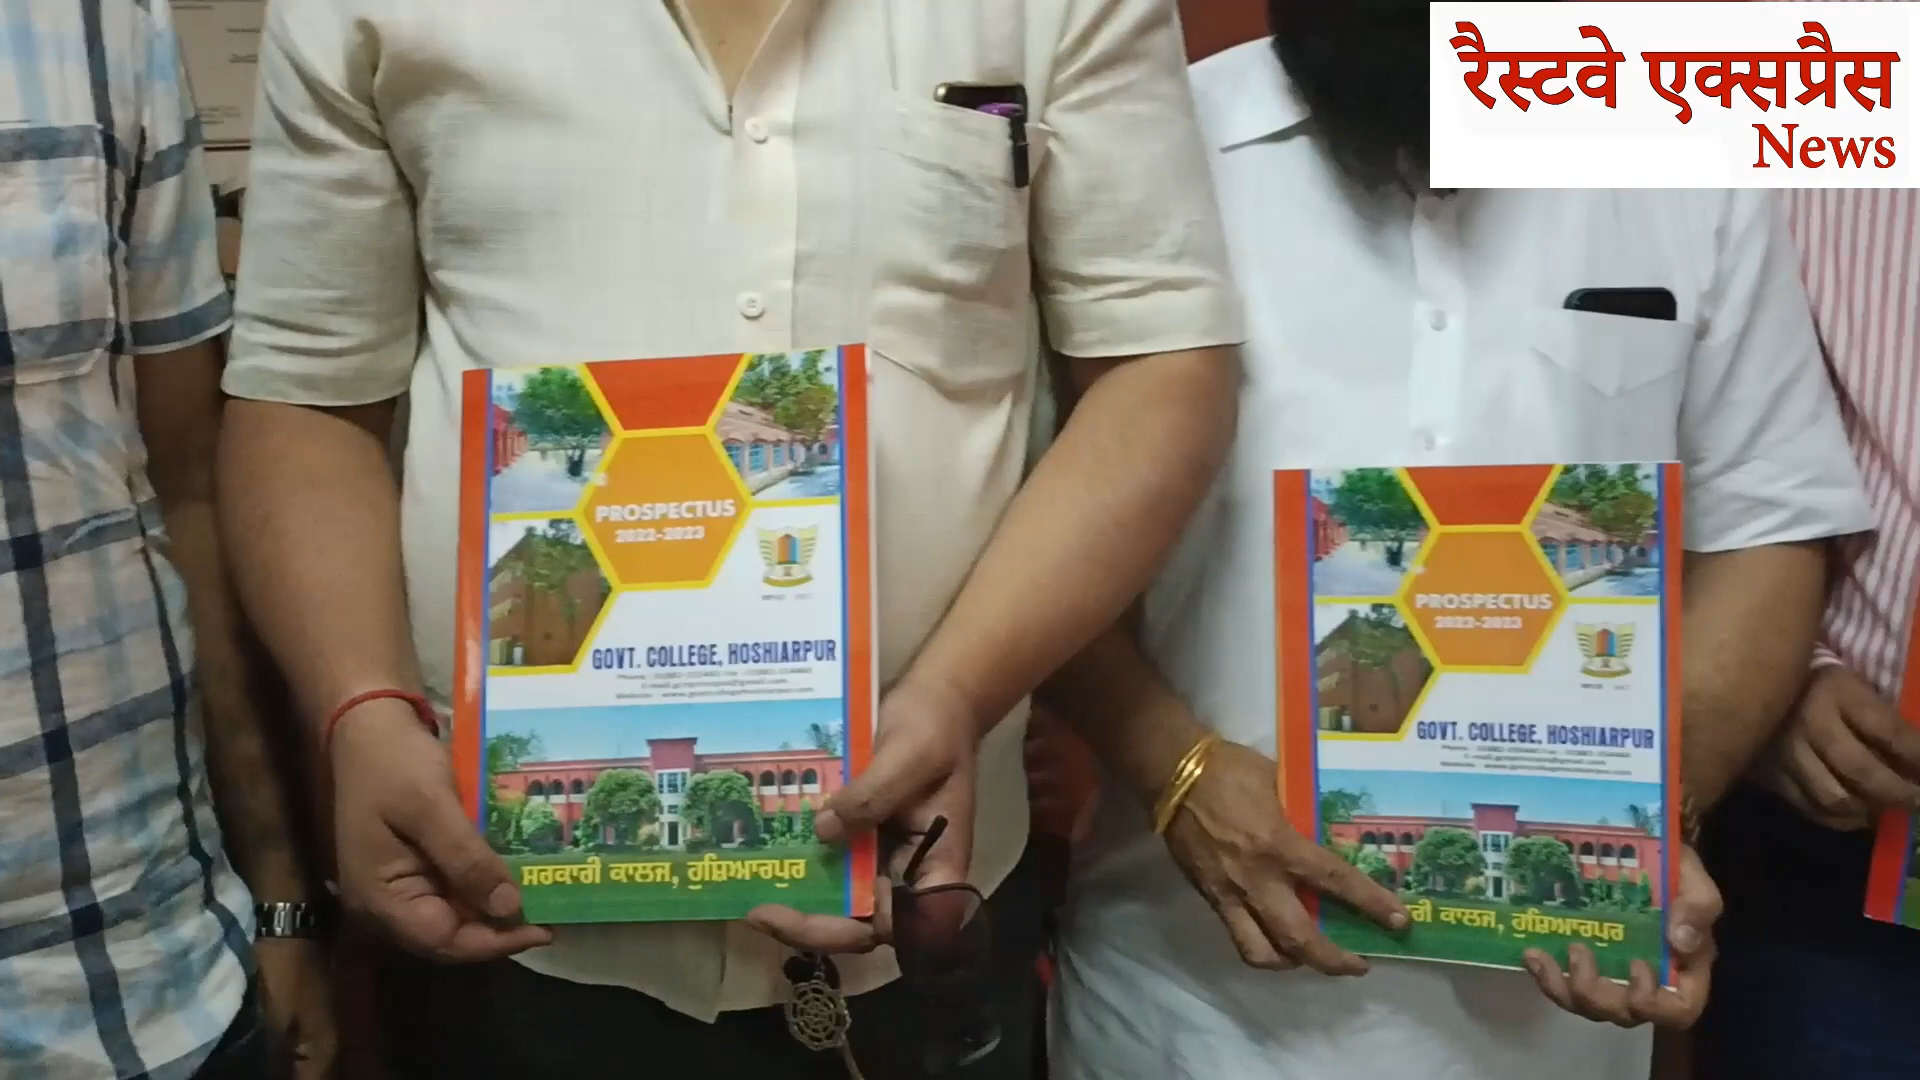 रैस्टवे एक्सप्रैस
News
PROSPECTUS
2022-2023
GOVT. COLLEGE, HOSHIARPUR
ਸਰਕਾਰੀ ਕਾਲਜ, ਹੁਸ਼ਿਆਰਪੁਰ
PROSPECTUS
2022-2023
GOVT. COLLEGE, HOSHIARPUR
ਕਾਲਜ, ਹੁਸ਼ਿਆਰਪੁਰ